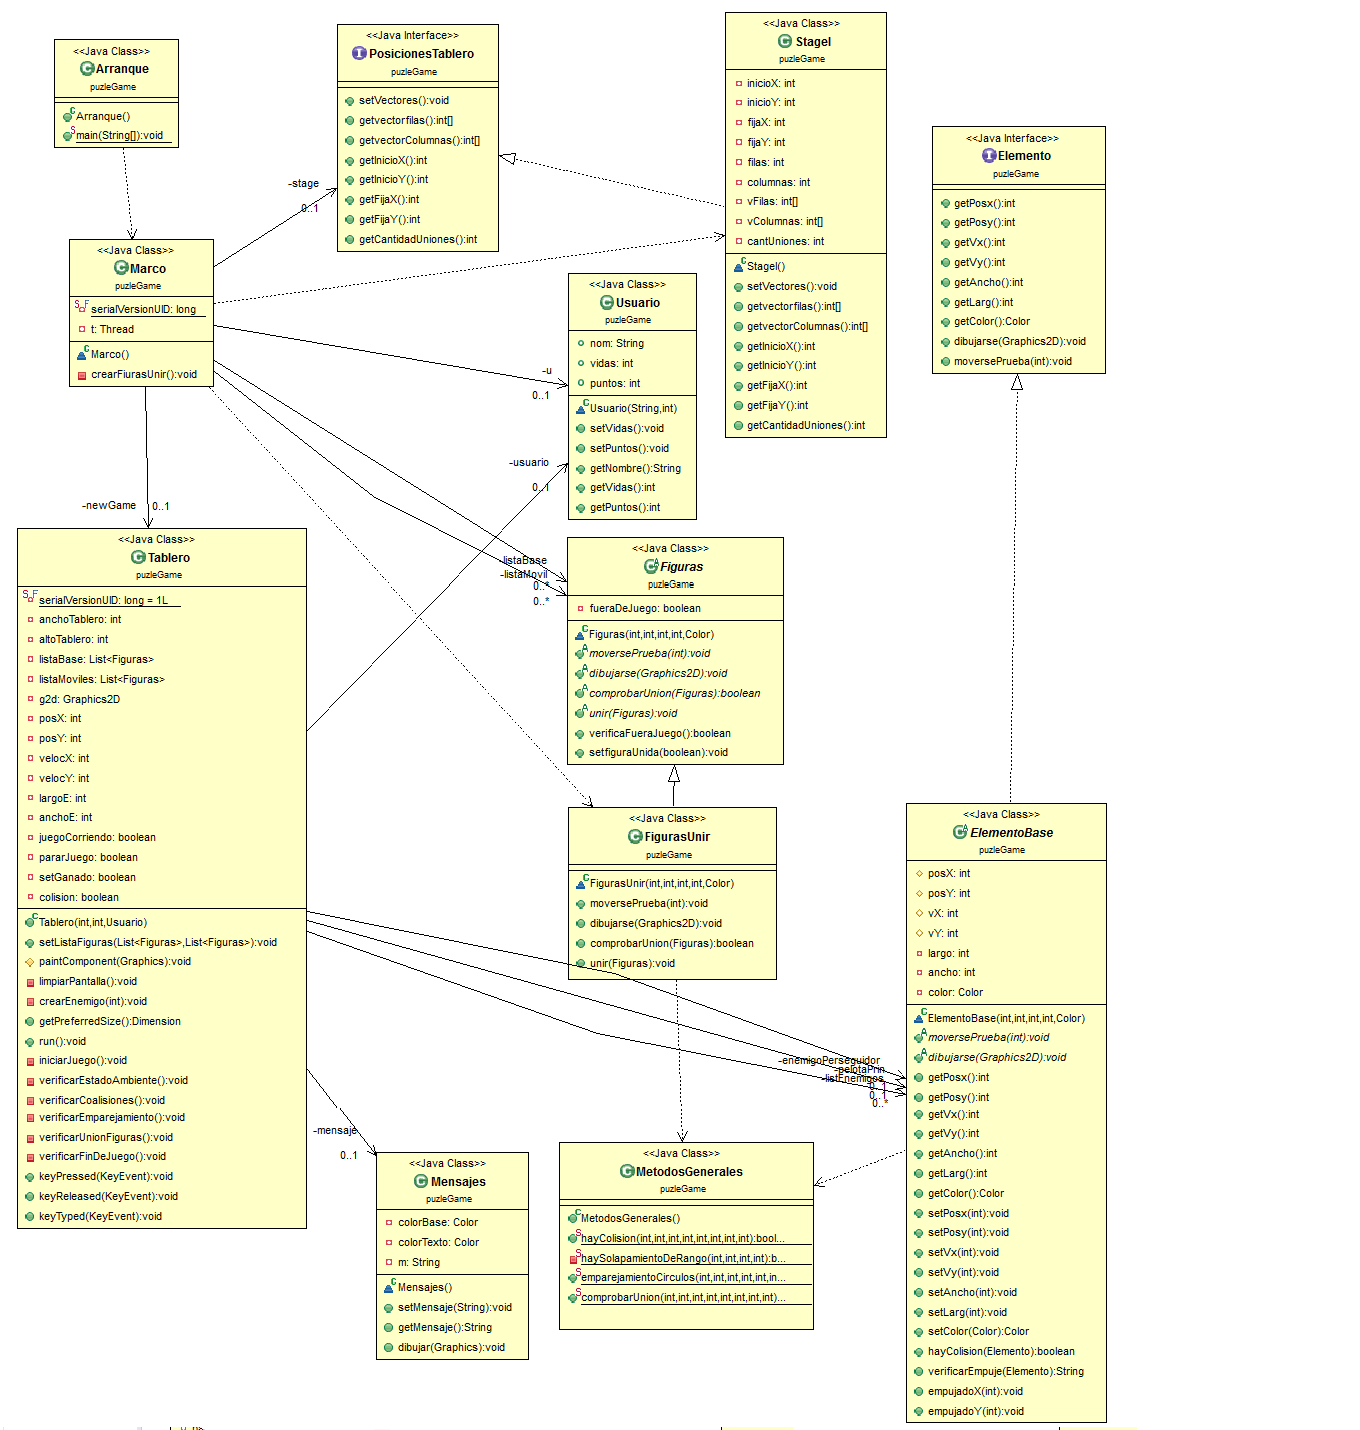 <<Java Class>>
Arranque
puzleGame
Arranque()
main(String[]):void
<<Java Interface>>
PosicionesTablero
puzleGame
setVectores():void
getvectorfilas():int[]
getvectorColumnas():int[]
getInicioX():int
getInicioY():int
getFijaX():int
getFijaY():int
getCantidadUniones():int
<<Java Class>>
StageI
puzleGame
inicioX: int
inicioY: int
fijaX: int
fijaY: int
filas: int
columnas: int
vFilas: int[]
vColumnas: int[]
cantUniones: int
StageI()
setVectores():void
getvectorfilas():int[]
getvectorColumnas():int[]
getInicioX():int
getInicioY():int
getFijaX():int
getFijaY():int
getCantidadUniones():int
<<Java Interface>>
Elemento
puzleGame
getPosx():int
getPosy():int
getVx():int
getVy():int
getAncho():int
getLarg():int
getColor():Color
dibujarse(Graphics2D):void
moversePrueba(int):void
-stage
0..1
<<Java Class>>
Marco
puzleGame
serialVersionUID: long
t: Thread
Marco()
crearFiurasUnir():void
<<Java Class>>
Usuario
puzleGame
nom: String
vidas: int
puntos: int
Usuario(String,int)
setVidas():void
setPuntos():void
getNombre():String
getVidas():int
getPuntos():int
-u
0..1
-usuario
0..1
-newGame
0..1
<<Java Class>>
Tablero
puzleGame
serialVersionUID: long = 1L
anchoTablero: int
altoTablero: int
listaBase: List<Figuras>
listaMoviles: List<Figuras>
g2d: Graphics2D
posX: int
posY: int
velocX: int
velocY: int
largoE: int
anchoE: int
juegoCorriendo: boolean
pararJuego: boolean
setGanado: boolean
colision: boolean
Tablero(int,int,Usuario)
setListaFiguras(List<Figuras>,List<Figuras>):void
paintComponent(Graphics):void
limpiarPantalla():void
crearEnemigo(int):void
getPreferredSize():Dimension
run():void
iniciarJuego():void
verificarEstadoAmbiente():void
verificarCoalisiones():void
verificarEmparejamiento():void
verificarUnionFiguras():void
verificarFinDeJuego():void
keyPressed(KeyEvent):void
keyReleased(KeyEvent):void
keyTyped(KeyEvent):void
-listaBase
-listaMovil
0..*
0..*
<<Java Class>>
Figuras
puzleGame
fueraDeJuego: boolean
Figuras(int,int,int,int,Color)
moversePrueba(int):void
dibujarse(Graphics2D):void
comprobarUnion(Figuras):boolean
unir(Figuras):void
verificaFueraJuego():boolean
setfiguraUnida(boolean):void
<<Java Class>>
FigurasUnir
puzleGame
FigurasUnir(int,int,int,int,Color)
moversePrueba(int):void
dibujarse(Graphics2D):void
comprobarUnion(Figuras):boolean
unir(Figuras):void
<<Java Class>>
ElementoBase
puzleGame
posX: int
posY: int
vX: int
vY: int
largo: int
ancho: int
color: Color
ElementoBase(int,int,int,int,Color)
moversePrueba(int):void
dibujarse(Graphics2D):void
getPosx():int
getPosy():int
getVx():int
getVy():int
getAncho():int
getLarg():int
getColor():Color
setPosx(int):void
setPosy(int):void
setVx(int):void
setVy(int):void
setAncho(int):void
setLarg(int):void
setColor(Color):Color
hayColision(Elemento):boolean
verificarEmpuje(Elemento):String
empujadoX(int):void
empujadoY(int):void
-enemigoPerseguidor
-pelotaPrin
-listEnemigos
0..1
0..1
0..*
-mensaje
0..1
<<Java Class>>
Mensajes
puzleGame
colorBase: Color
colorTexto: Color
m: String
Mensajes()
setMensaje(String):void
getMensaje():String
dibujar(Graphics):void
<<Java Class>>
MetodosGenerales
puzleGame
MetodosGenerales()
hayColision(int,int,int,int,int,int,int,int):bool...
haySolapamientoDeRango(int,int,int,int):b...
emparejamientoCirculos(int,int,int,int,int,in...
comprobarUnion(int,int,int,int,int,int,int,int)...